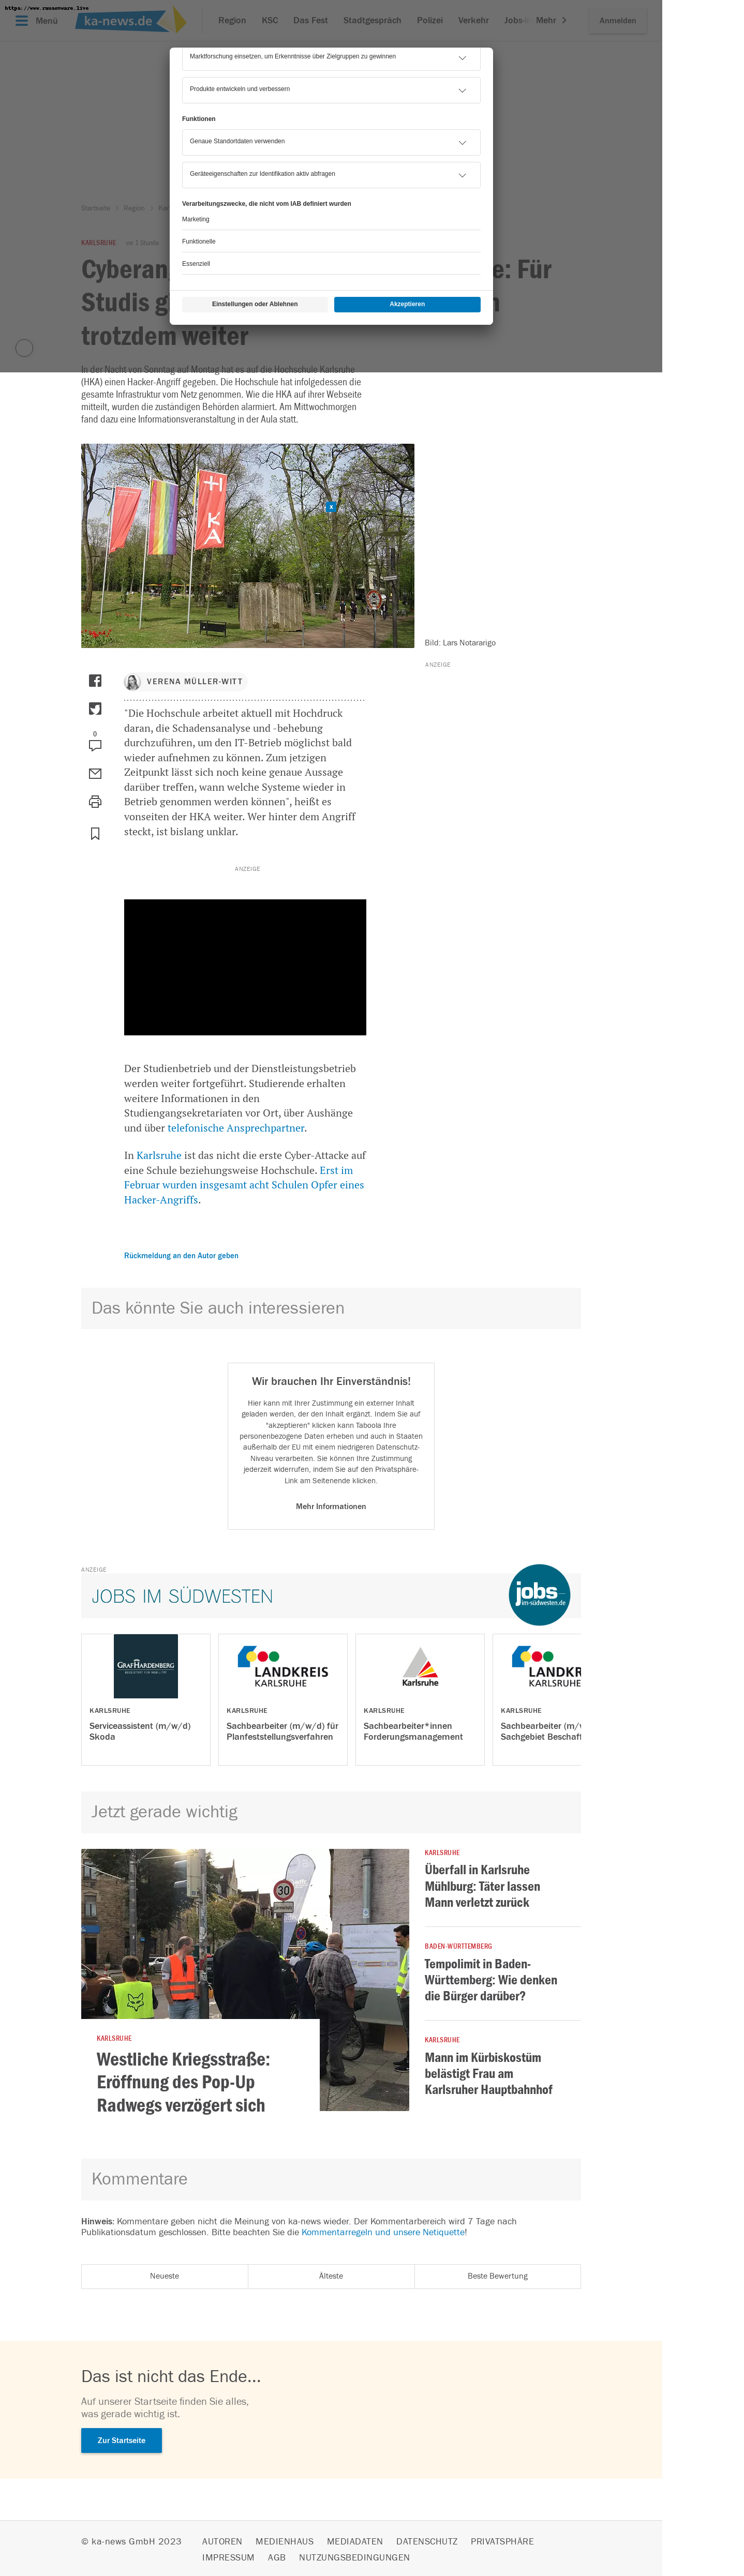 https://www.ransomware.live
Menü
ka-news.de
Region KSC Das Fest Stadtgespräch Polizei Verkehr Jobs Mehr
Anmelden
Marktforschung einsetzen, um Erkenntnisse über Zielgruppen zu gewinnen
Produkte entwickeln und verbessern
Funktionen
Genaue Standortdaten verwenden
Geräteeigenschaften zur Identifikation aktiv abfragen
Verarbeitungszwecke, die nicht vom IAB definiert wurden
Marketing
Funktionelle
Essenziell
Einstellungen oder Ablehnen
Akzeptieren
Startseite
Region
KARLSRUHE
vor 1 Stunde
: Für
Studis
trotzdem weiter
In der Nacht von Sonntag auf Montag hat es auf die Hochschule Karlsruhe
(HKA) einen Hacker-Angriff gegeben. Die Hochschule hat infolgedessen die
gesamte Infrastruktur vom Netz genommen. Wie die HKA auf ihrer Webseite
mitteilt, wurden die zuständigen Behörden alarmiert. Am Mittwochmorgen
fand dazu eine Informationsveranstaltung in der Aula statt.
H
KA
x
Bild: Lars Notararigo
ANZEIGE
VERENA MÜLLER-WITT
0
"Die Hochschule arbeitet aktuell mit Hochdruck
daran, die Schadensanalyse und -behebung
durchzuführen, um den IT-Betrieb möglichst bald
wieder aufnehmen zu können. Zum jetzigen
Zeitpunkt lässt sich noch keine genaue Aussage
darüber treffen, wann welche Systeme wieder in
Betrieb genommen werden können", heißt es
vonseiten der HKA weiter. Wer hinter dem Angriff
steckt, ist bislang unklar.
ANZEIGE
Der Studienbetrieb und der Dienstleistungsbetrieb
werden weiter fortgeführt. Studierende erhalten
weitere Informationen in den
Studiengangsekretariaten vor Ort, über Aushänge
und über telefonische Ansprechpartner.
In Karlsruhe ist das nicht die erste Cyber-Attacke auf
eine Schule beziehungsweise Hochschule. Erst im
Februar wurden insgesamt acht Schulen Opfer eines
Hacker-Angriffs.
Rückmeldung an den Autor geben
Das könnte Sie auch interessieren
Wir brauchen Ihr Einverständnis!
Hier kann mit Ihrer Zustimmung ein externer Inhalt
geladen werden, der den Inhalt ergänzt. Indem Sie auf
"akzeptieren" klicken kann Taboola Ihre
personenbezogene Daten erheben und auch in Staaten
außerhalb der EU mit einem niedrigeren Datenschutz-
Niveau verarbeiten. Sie können Ihre Zustimmung
jederzeit widerrufen, indem Sie auf den Privatsphäre-
Link am Seitenende klicken.
Mehr Informationen
ANZEIGE
JOBS IM SÜDWESTEN
jobs
im-südwesten.de
GRAF HARDENBERG
LANDKREIS
KARLSRUHE
Karlsruhe
KARLSRUHE
Serviceassistent (m/w/d)
Skoda
KARLSRUHE
Sachbearbeiter (m/w/d) für
Planfeststellungsverfahren
KARLSRUHE
Sachbearbeiter*innen
Forderungsmanagement
KARLSRUHE
KARLSRUHE
Sachbearbeiter
Sachgebiet
Jetzt gerade wichtig
30
KARLSRUHE
Westliche Kriegsstraße:
Eröffnung des Pop-Up
Radwegs verzögert sich
KARLSRUHE
Überfall in Karlsruhe
Mühlburg: Täter lassen
Mann verletzt zurück
BADEN-WÜRTTEMBERG
Tempolimit in Baden-
Württemberg: Wie denken
die Bürger darüber?
KARLSRUHE
Mann im Kürbiskostüm
belästigt Frau am
Karlsruher Hauptbahnhof
Kommentare
Hinweis: Kommentare geben nicht die Meinung von ka-news wieder. Der Kommentarbereich wird 7 Tage nach
Publikationsdatum geschlossen. Bitte beachten Sie die Kommentarregeln und unsere Netiquette!
Neueste
Älteste
Beste Bewertung
Das ist nicht das Ende...
Auf unserer Startseite finden Sie alles,
was gerade wichtig ist.
Zur Startseite
© ka-news GmbH 2023 AUTOREN MEDIENHAUS MEDIADATEN DATENSCHUTZ PRIVATSPHÄRE
IMPRESSUM AGB NUTZUNGSBEDINGUNGEN